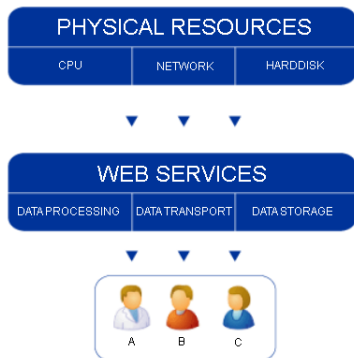 PHYSICAL RESOURCES
CPU NETWORK HARDDISK
WEB SERVICES
DATA PROCESSING DATA TRANSPORT DATA STORAGE
A B C